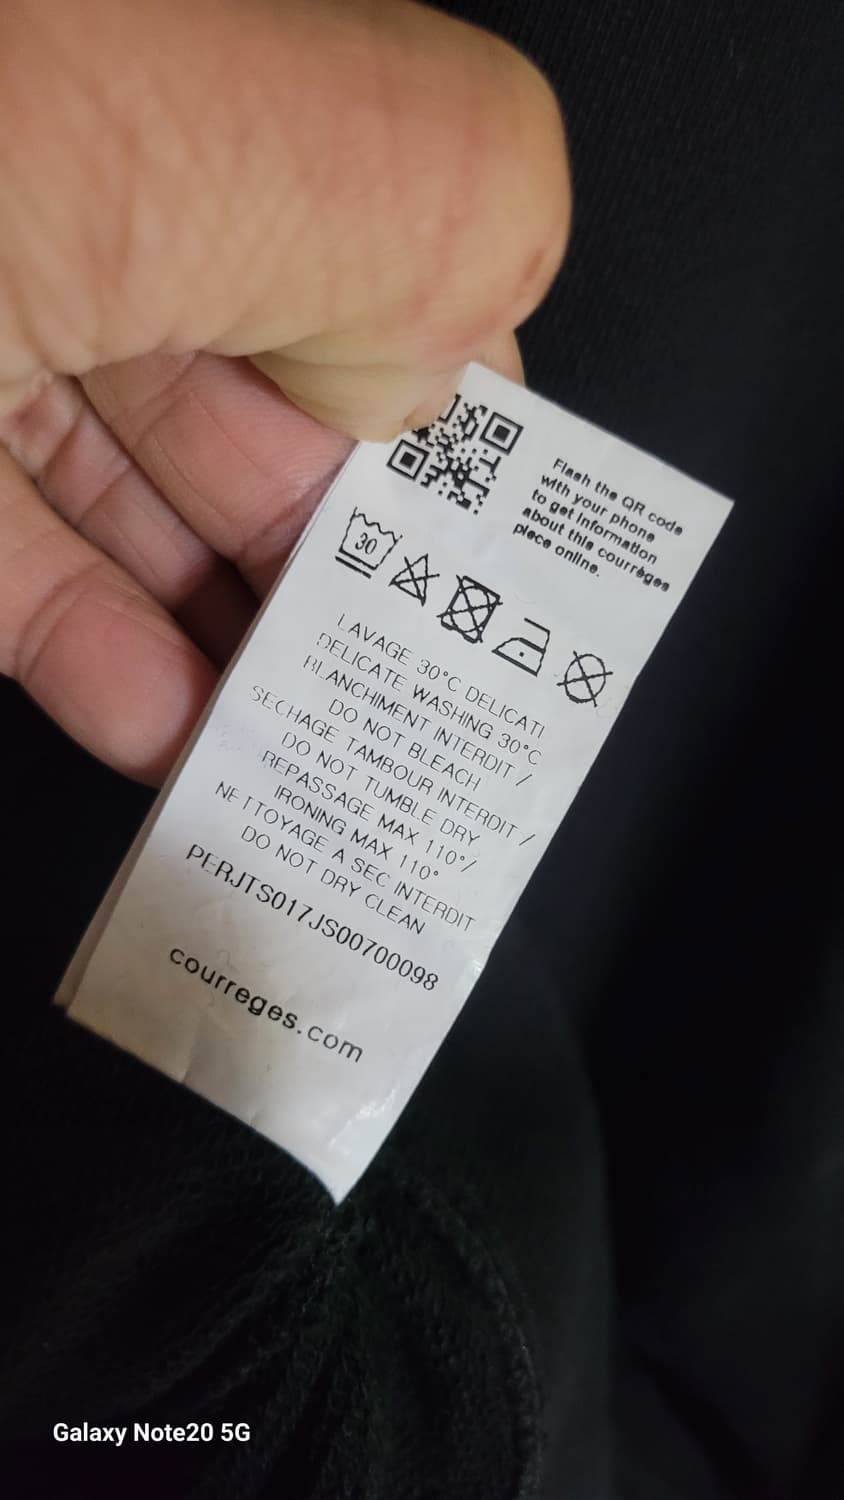 Flash the QR code
with your phone
to get information
about this courrèges
piece online.
30
LAVAGE 30°C DELICATI
DELICATE WASHING 30°C
BLANCHIMENT INTERDIT /
DO NOT BLEACH
SECHAGE TAMBOUR INTERDIT /
DO NOT TUMBLE DRY
REPASSAGE MAX 110°/
IRONING MAX 110°
NETTOYAGE A SEC INTERDIT
DO NOT DRY CLEAN
PERJTS017JS00700098
courreges.com
Galaxy Note20 5G